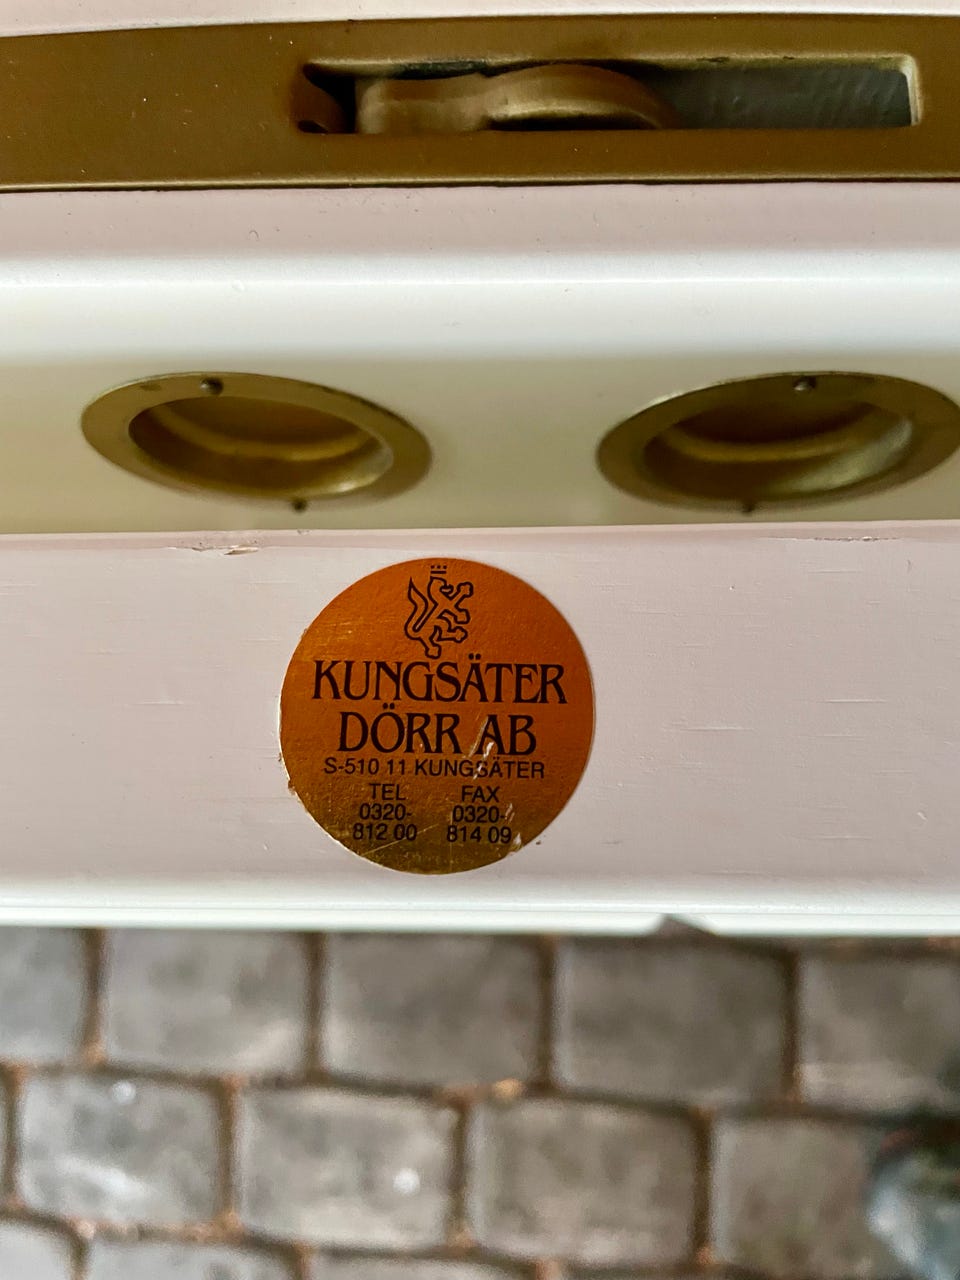 KUNGSÄTER
DÖRR AB
S-510 11 KUNGSÄTER
TEL FAX
0320- 0320-
812 00 814 09